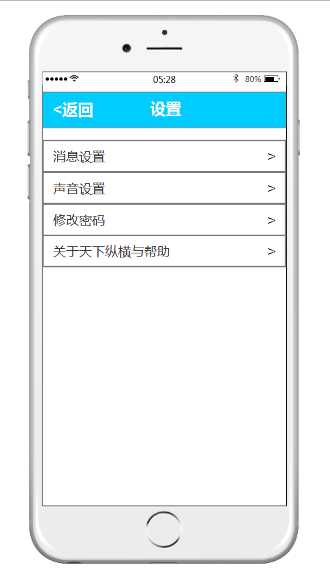 05:28
80%
<返回 设置
消息设置 >
声音设置 >
修改密码 >
关于天下纵横与帮助 >